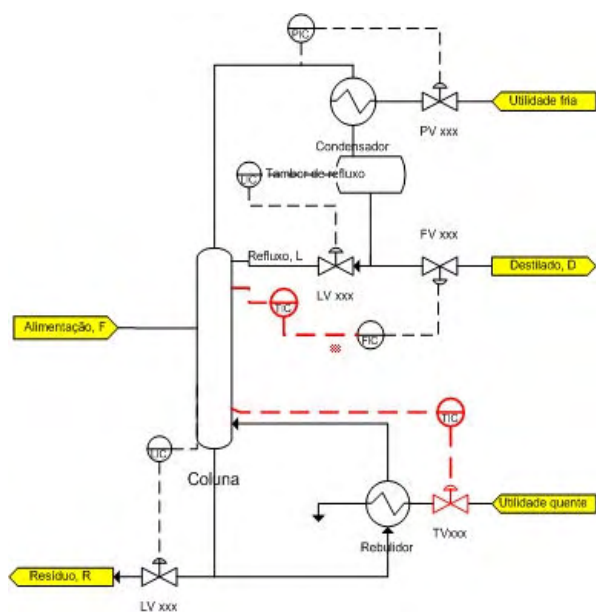 PIC
Utilidade fria
PV xxx
Condensador
LIC
Tambor de refluxo
FV xxx
Refluxo, L
Destilado, D
LV xxx
TIC
Alimentação, F
FIC
TIC
LIC
Coluna
Utilidade quente
TVxxx
Rebulidor
Resíduo, R
LV xxx